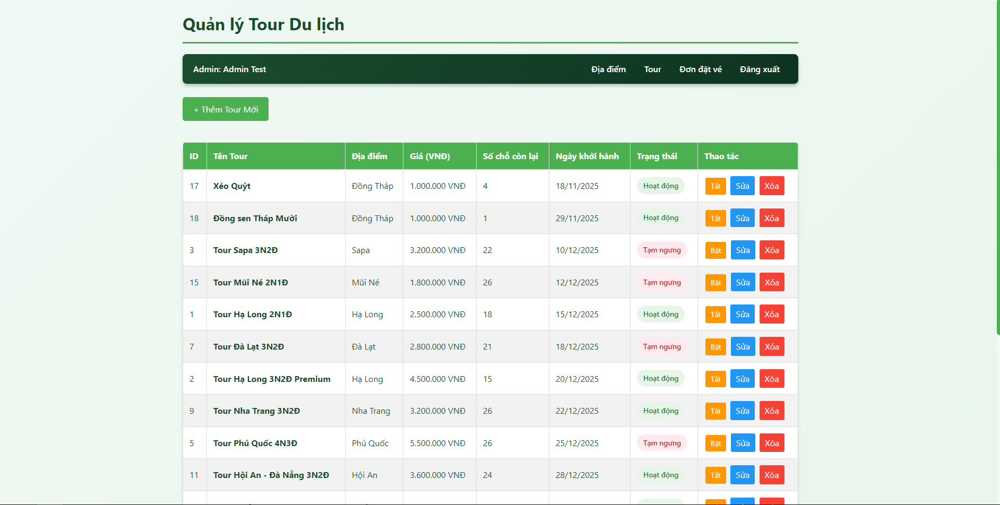 Quản lý Tour Du lịch
Admin: Admin Test Địa điểm Tour Đơn đặt vé Đăng xuất
+ Thêm Tour Mới
ID Tên Tour Địa điểm Giá (VNĐ) Số chỗ còn lại Ngày khởi hành Trạng thái Thao tác
17 Xẻo Quýt Đồng Tháp 1.000.000 VNĐ 4 18/11/2025 Hoạt động Tắt Sửa Xóa
18 Đồng sen Tháp Mười Đồng Tháp 1.000.000 VNĐ 1 29/11/2025 Hoạt động Tắt Sửa Xóa
3 Tour Sapa 3N2Đ Sapa 3.200.000 VNĐ 22 10/12/2025 Tạm ngưng Bật Sửa Xóa
15 Tour Mũi Né 2N1Đ Mũi Né 1.800.000 VNĐ 26 12/12/2025 Tạm ngưng Bật Sửa Xóa
1 Tour Hạ Long 2N1Đ Hạ Long 2.500.000 VNĐ 18 15/12/2025 Hoạt động Tắt Sửa Xóa
7 Tour Đà Lạt 3N2Đ Đà Lạt 2.800.000 VNĐ 21 18/12/2025 Tạm ngưng Bật Sửa Xóa
2 Tour Hạ Long 3N2Đ Premium Hạ Long 4.500.000 VNĐ 15 20/12/2025 Hoạt động Tắt Sửa Xóa
9 Tour Nha Trang 3N2Đ Nha Trang 3.200.000 VNĐ 26 22/12/2025 Hoạt động Tắt Sửa Xóa
5 Tour Phú Quốc 4N3Đ Phú Quốc 5.500.000 VNĐ 26 25/12/2025 Tạm ngưng Bật Sửa Xóa
11 Tour Hội An - Đà Nẵng 3N2Đ Hội An 3.600.000 VNĐ 24 28/12/2025 Hoạt động Tắt Sửa Xóa